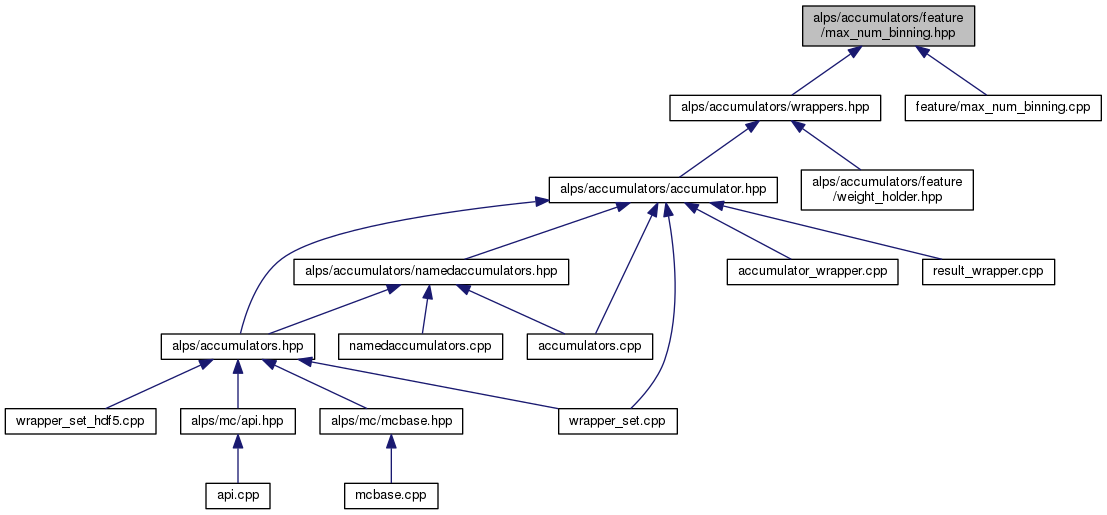 alps/accumulators/feature
/max_num_binning.hpp
alps/accumulators/wrappers.hpp
feature/max_num_binning.cpp
alps/accumulators/accumulator.hpp
alps/accumulators/feature
/weight_holder.hpp
alps/accumulators/namedaccumulators.hpp
accumulator_wrapper.cpp
result_wrapper.cpp
alps/accumulators.hpp
namedaccumulators.cpp
accumulators.cpp
wrapper_set_hdf5.cpp
alps/mc/api.hpp
alps/mc/mcbase.hpp
wrapper_set.cpp
api.cpp
mcbase.cpp